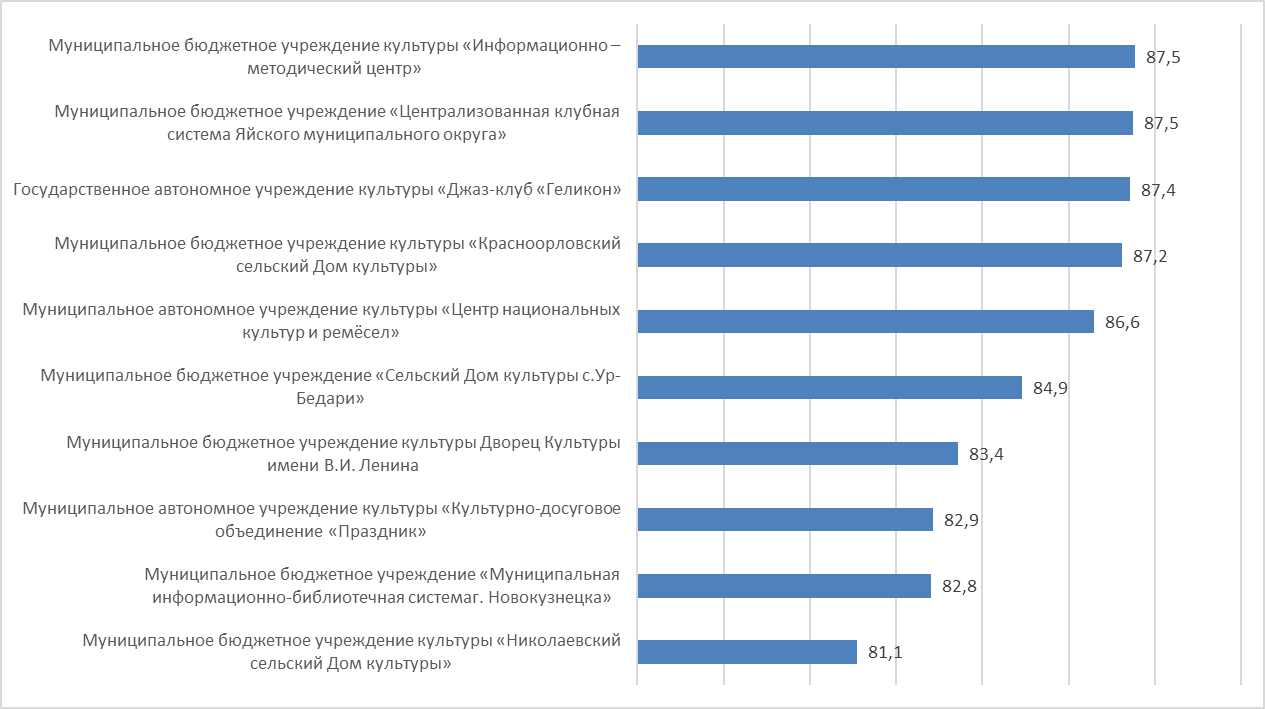 Муниципальное бюджетное учреждение культуры «Информационно –
методический центр»
87,5
Муниципальное бюджетное учреждение «Централизованная клубная
система Яйского муниципального округа»
87,5
Государственное автономное учреждение культуры «Джаз-клуб «Геликон»
87,4
Муниципальное бюджетное учреждение культуры «Красноорловский
сельский Дом культуры»
87,2
Муниципальное автономное учреждение культуры «Центр национальных
культур и ремёсел»
86,6
Муниципальное бюджетное учреждение «Сельский Дом культуры с.Ур-
Бедари»
84,9
Муниципальное бюджетное учреждение культуры Дворец Культуры
имени В.И. Ленина
83,4
Муниципальное автономное учреждение культуры «Культурно-досуговое
объединение «Праздник»
82,9
Муниципальное бюджетное учреждение «Муниципальная
информационно-библиотечная системаг. Новокузнецка»
82,8
Муниципальное бюджетное учреждение культуры «Николаевский
сельский Дом культуры»
81,1